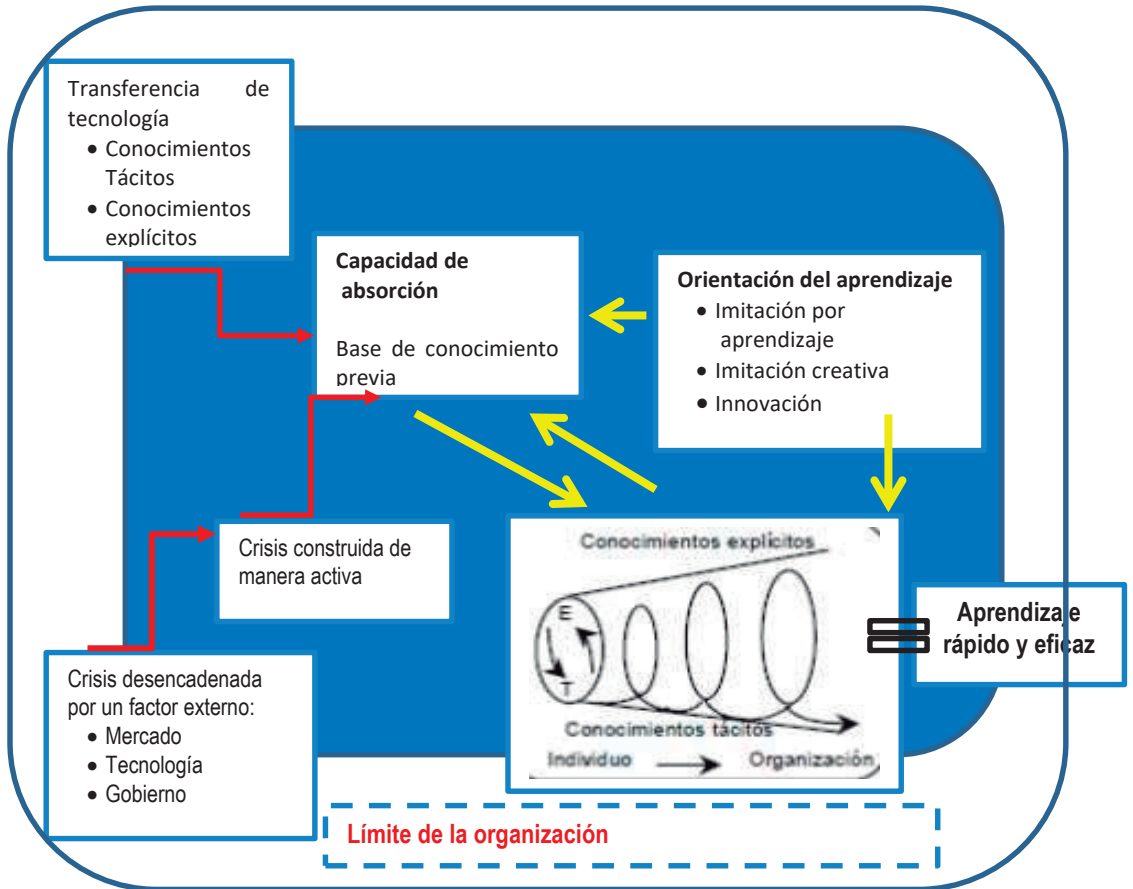 Transferencia de
tecnología
• Conocimientos
Tácitos
• Conocimientos
explícitos
Capacidad de
absorción
Base de conocimiento
previa
Orientación del aprendizaje
• Imitación por
aprendizaje
• Imitación creativa
• Innovación
Crisis construida de
manera activa
Conocimientos explícitos
E
T
Conocimientos tácitos
Individuo Organización
Aprendizaje
rápido y eficaz
Crisis desencadenada
por un factor externo:
• Mercado
• Tecnología
• Gobierno
Límite de la organización